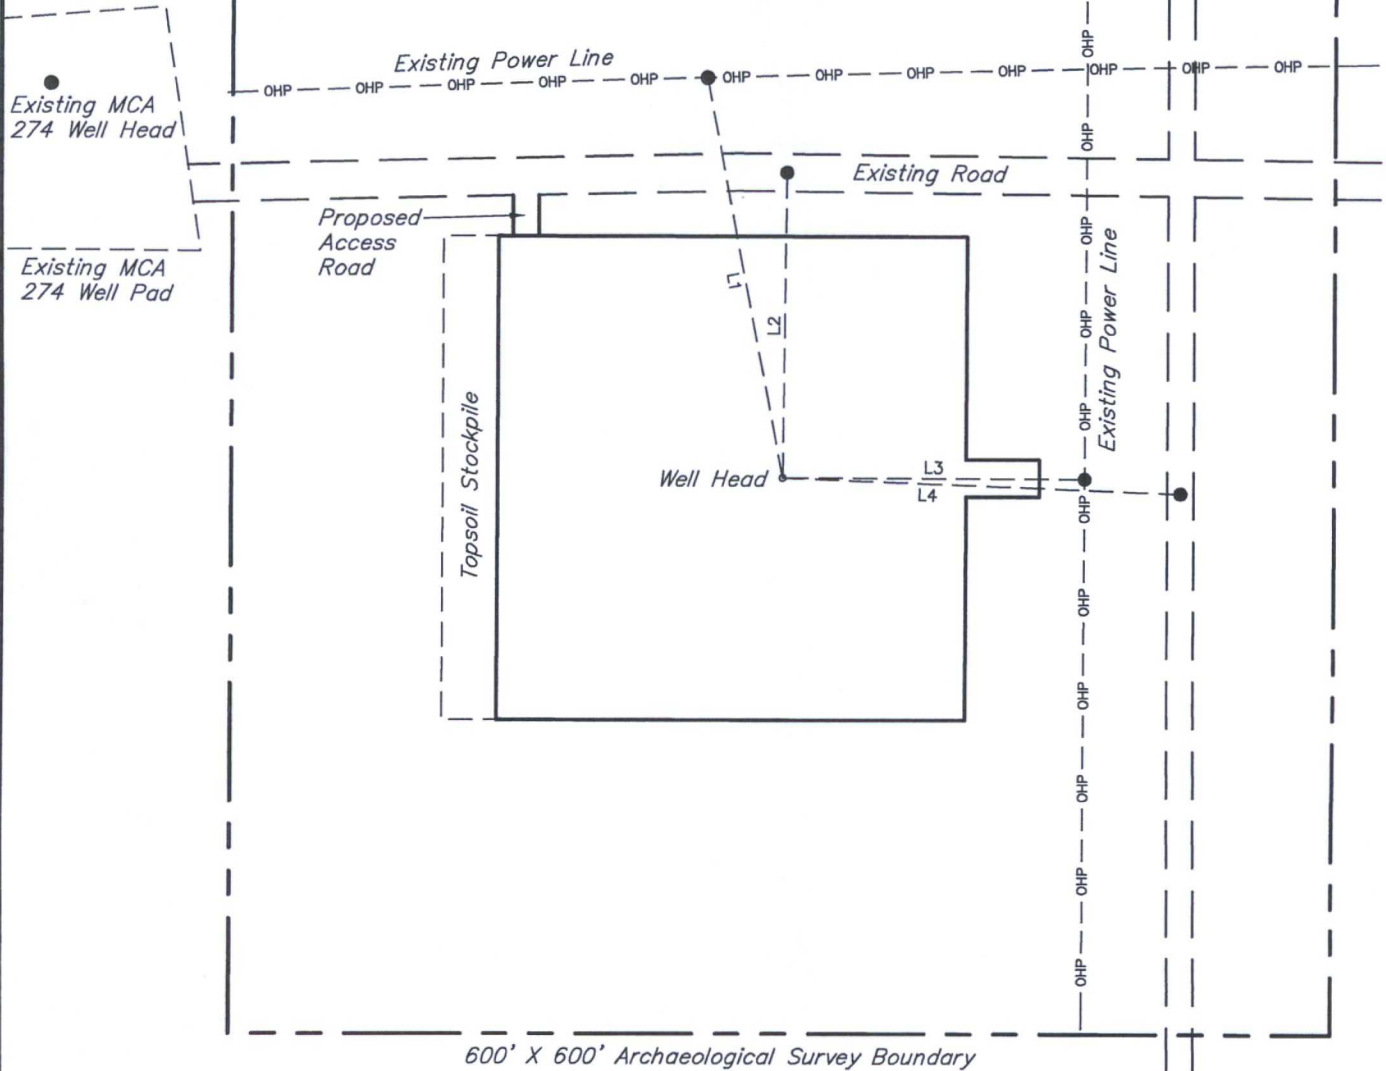 Existing Power Line
OHP OHP OHP OHP OHP OHP OHP OHP OHP OHP OHP OHP
Existing MCA
274 Well Head
OHP
OHP
Existing Road
Proposed
Access
Road
Existing MCA
274 Well Pad
OHP
Existing Power Line
L1
L2
OHP
OHP
Topsoil Stockpile
Well Head
L3
L4
OHP
OHP
OHP
OHP
OHP
OHP
600' X 600' Archaeological Survey Boundary